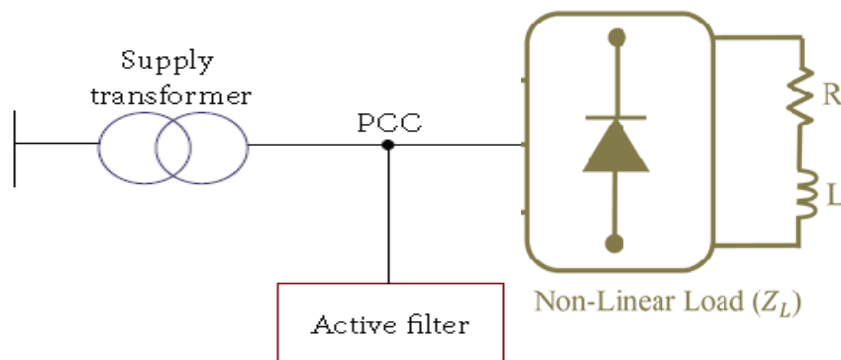 Supply
transformer
PCC
R
L
Non-Linear Load (Z_L)
Active filter